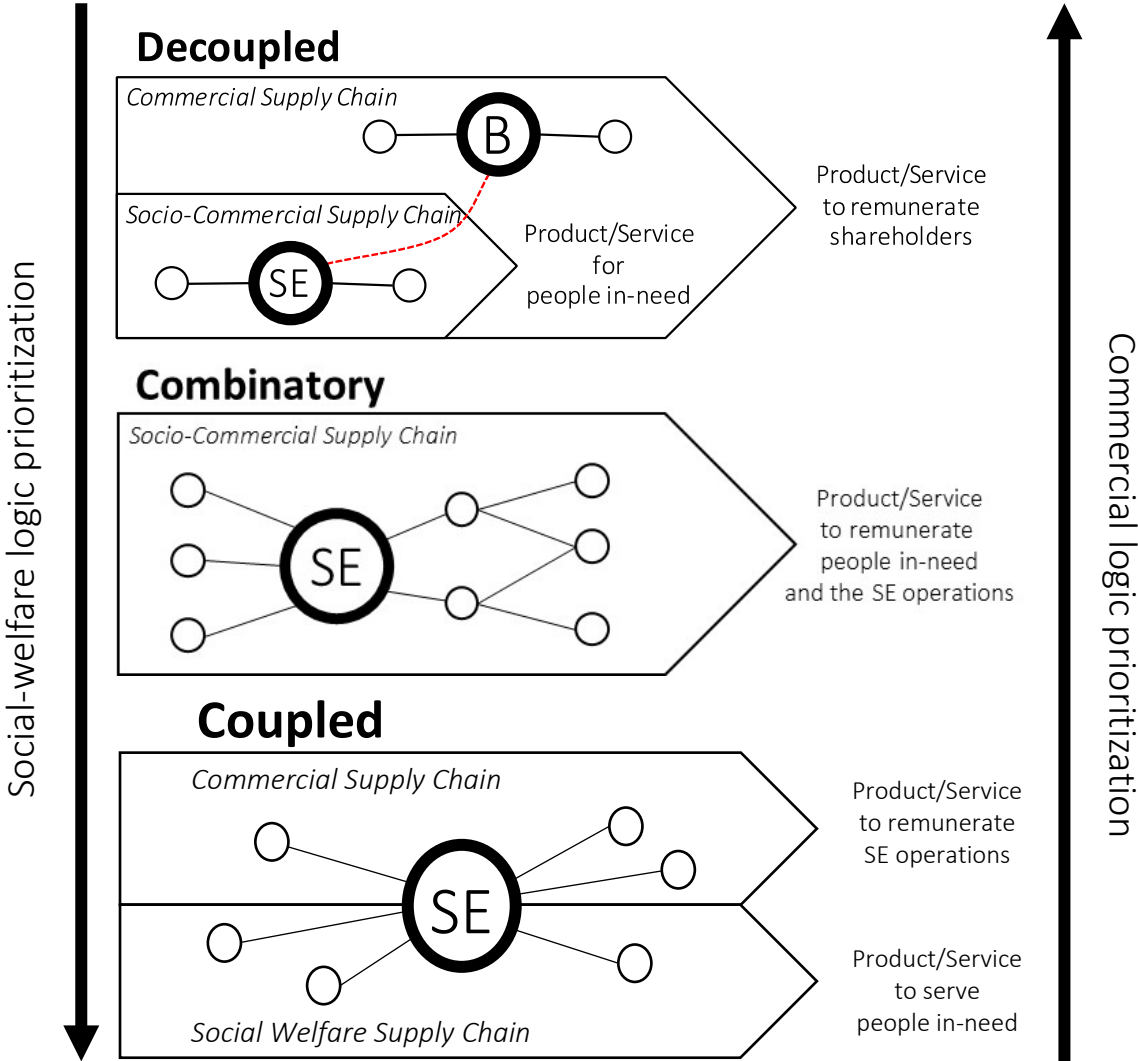 Social-welfare logic prioritization
Decoupled
Commercial Supply Chain
B
Socio-Commercial Supply Chain
SE
Product/Service
for
people in-need
Product/Service
to remunerate
shareholders
Combinatory
Socio-Commercial Supply Chain
SE
Product/Service
to remunerate
people in-need
and the SE operations
Coupled
Commercial Supply Chain
SE
Social Welfare Supply Chain
Product/Service
to remunerate
SE operations
Product/Service
to serve
people in-need
Commercial logic prioritization